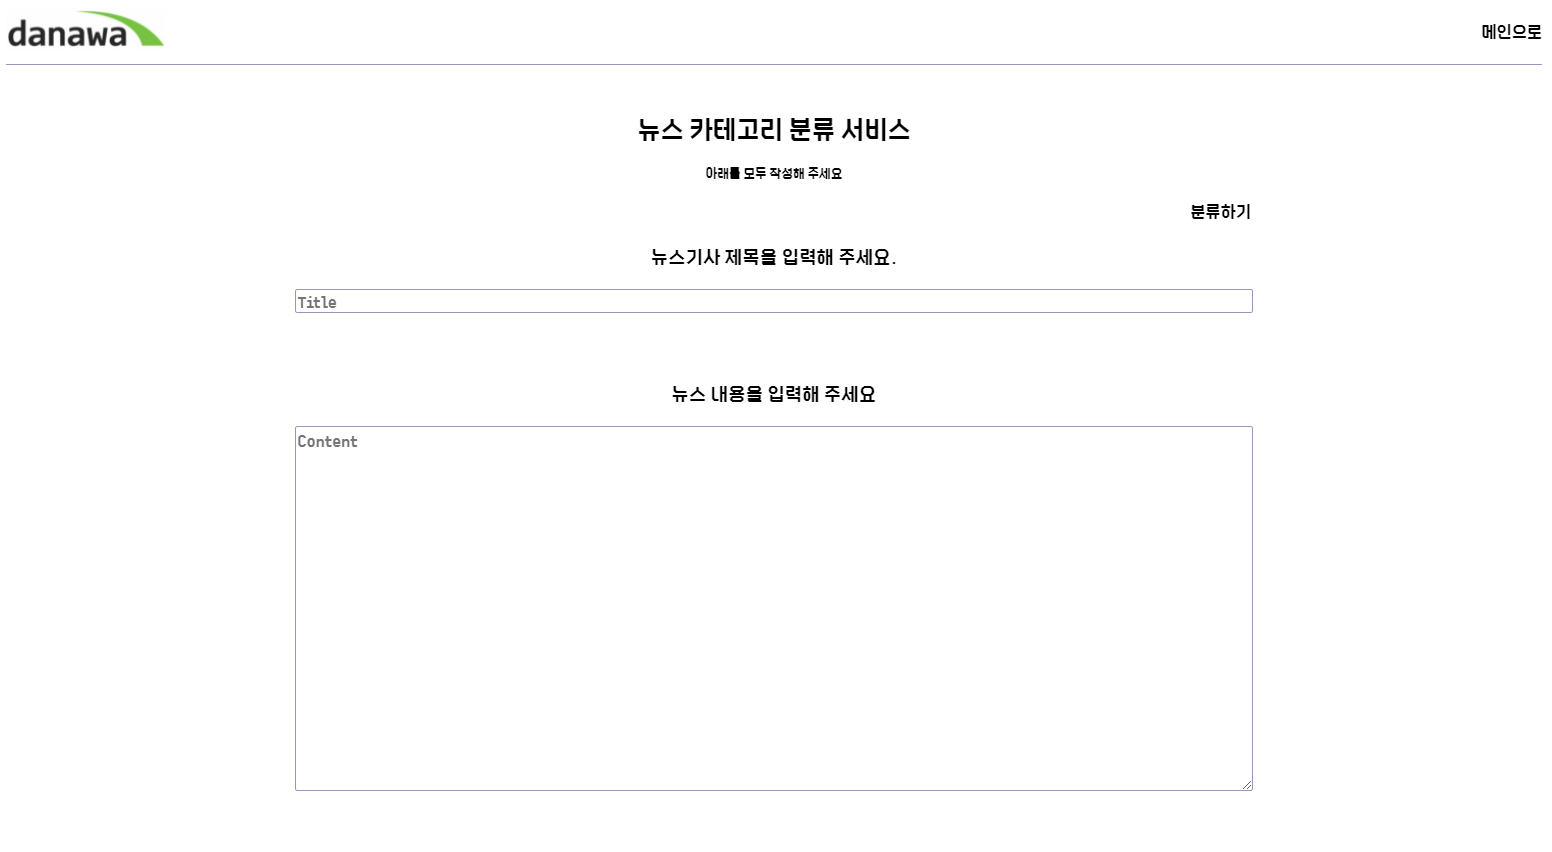 danawa
메인으로
뉴스 카테고리 분류 서비스
아래를 모두 작성해 주세요
분류하기
뉴스기사 제목을 입력해 주세요.
Title
뉴스 내용을 입력해 주세요
Content